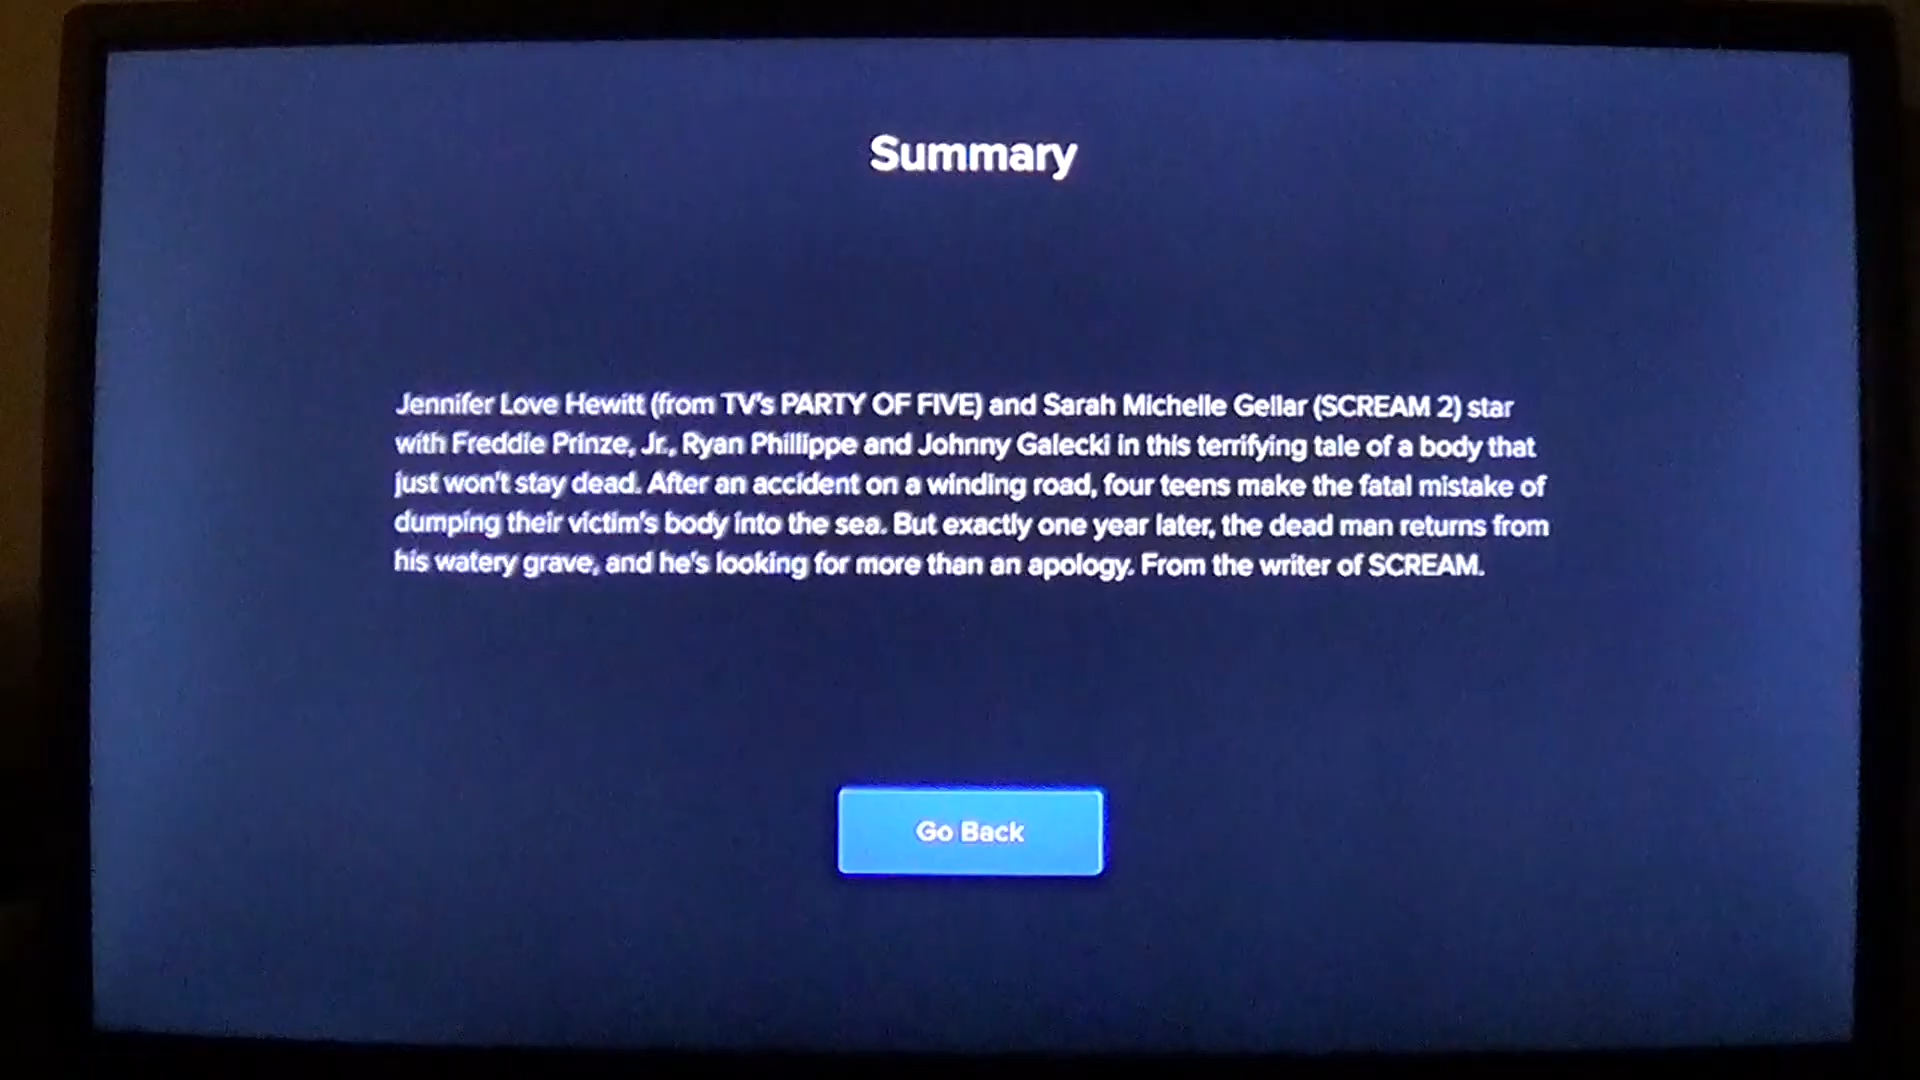 Summary
Jennifer Love Hewitt (from TV's PARTY OF FIVE) and Sarah Michelle Gellar (SCREAM 2) star
with Freddie Prinze, Jr., Ryan Phillippe and Johnny Galecki in this terrifying tale of a body that
just won't stay dead. After an accident on a winding road, four teens make the fatal mistake of
dumping their victim's body into the sea. But exactly one year later, the dead man returns from
his watery grave, and he's looking for more than an apology. From the writer of SCREAM.
Go Back